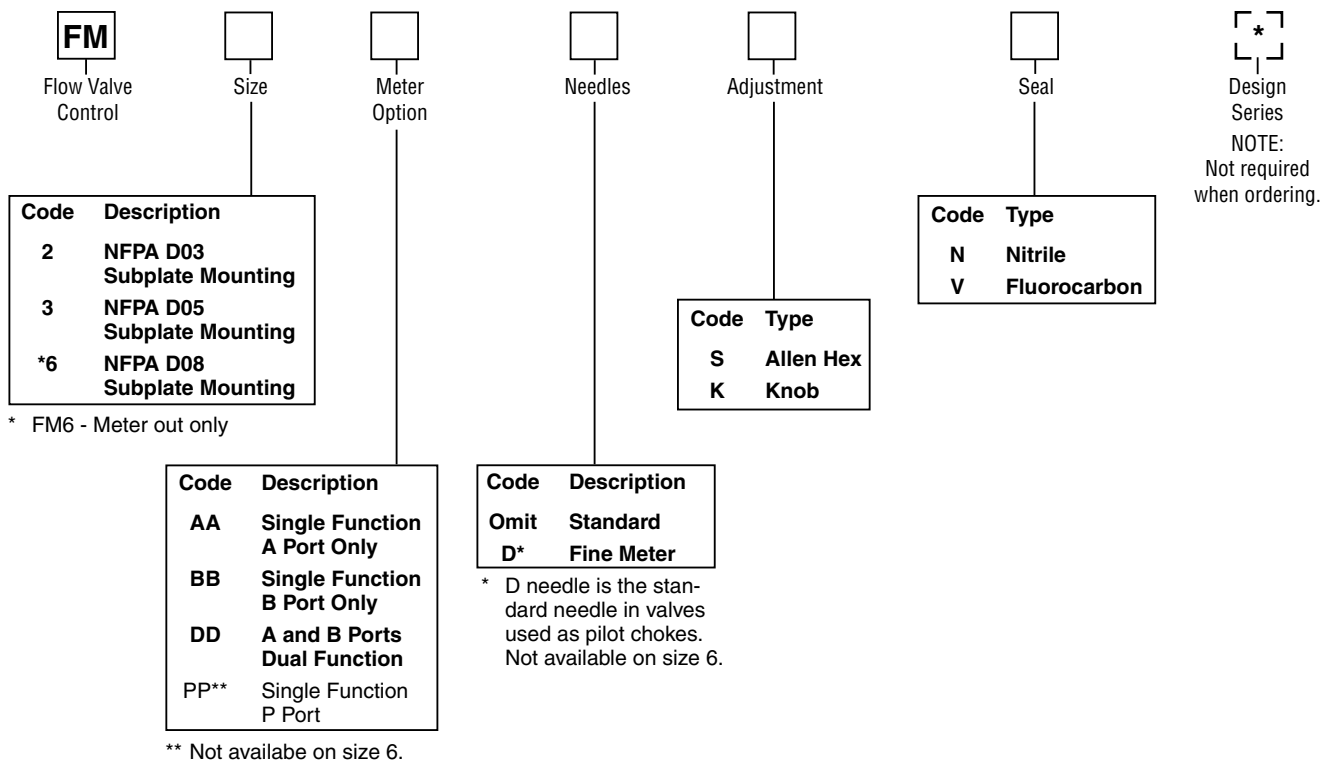 FM
*
Flow Valve
Control
Size
Meter
Option
Needles
Adjustment
Seal
Design
Series
NOTE:
Not required
when ordering.
Code Description
2 NFPA D03
Subplate Mounting
3 NFPA D05
Subplate Mounting
*6 NFPA D08
Subplate Mounting
* FM6 - Meter out only
Code Description
AA Single Function
A Port Only
BB Single Function
B Port Only
DD A and B Ports
Dual Function
PP** Single Function
P Port
** Not availabe on size 6.
Code Description
Omit Standard
D* Fine Meter
* D needle is the stan-
dard needle in valves
used as pilot chokes.
Not available on size 6.
Code Type
S Allen Hex
K Knob
Code Type
N Nitrile
V Fluorocarbon